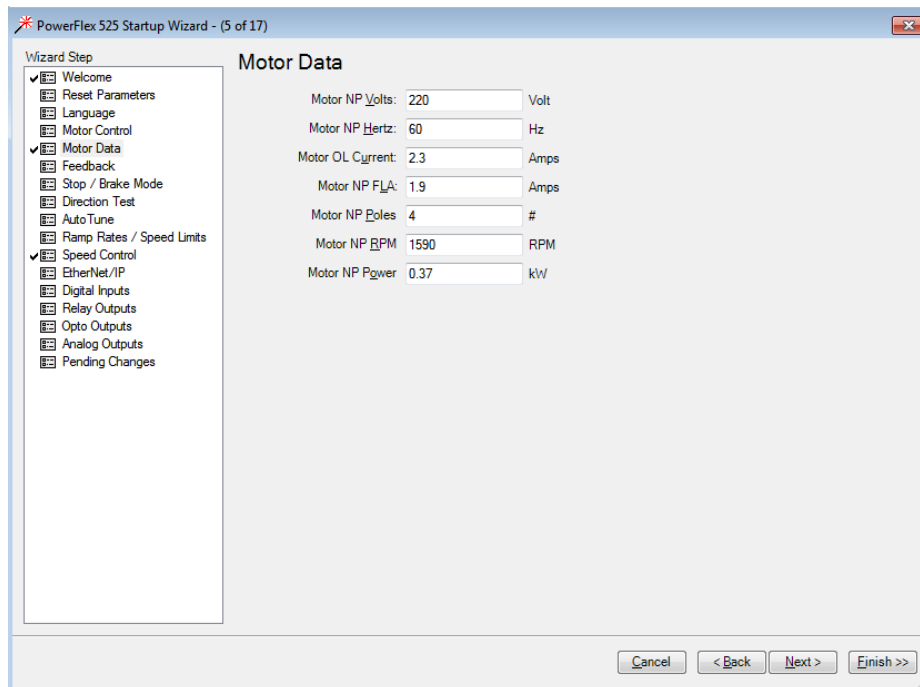 PowerFlex 525 Startup Wizard - (5 of 17)
Wizard Step
Welcome
Reset Parameters
Language
Motor Control
Motor Data
Feedback
Stop / Brake Mode
Direction Test
AutoTune
Ramp Rates / Speed Limits
Speed Control
EtherNet/IP
Digital Inputs
Relay Outputs
Opto Outputs
Analog Outputs
Pending Changes
Motor Data
Motor NP Volts: 220 Volt
Motor NP Hertz: 60 Hz
Motor OL Current: 2.3 Amps
Motor NP FLA: 1.9 Amps
Motor NP Poles 4 #
Motor NP RPM 1590 RPM
Motor NP Power 0.37 kW
Cancel < Back Next > Finish >>